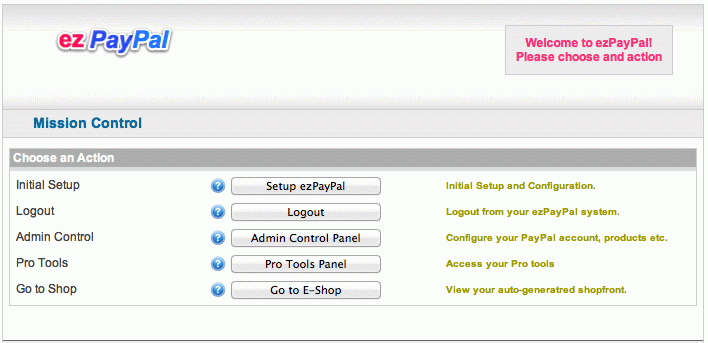 ez PayPal
Welcome to ezPayPal!
Please choose and action
Mission Control
Choose an Action
Initial Setup ? Setup ezPayPal Initial Setup and Configuration.
Logout ? Logout Logout from your ezPayPal system.
Admin Control ? Admin Control Panel Configure your PayPal account, products etc.
Pro Tools ? Pro Tools Panel Access your Pro tools
Go to Shop ? Go to E-Shop View your auto-generatred shopfront.